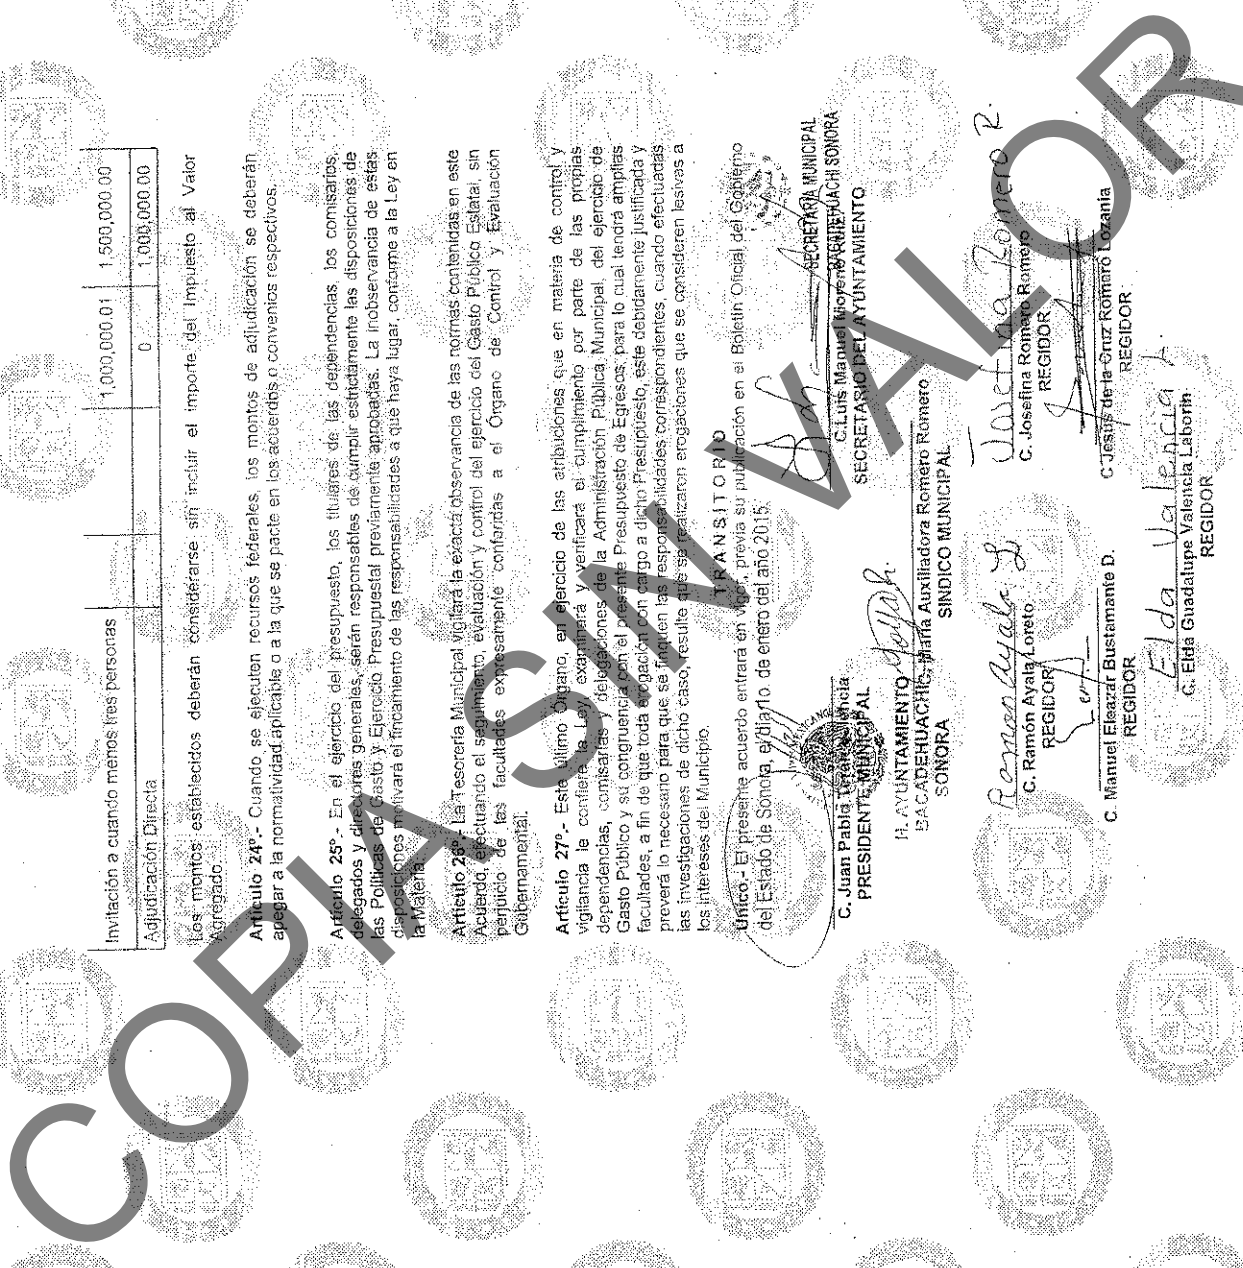 Invitación a cuando menos tres personas 1,000,000.01 1,500,000.00
Adjudicación Directa 0 1,000,000.00
Los montos establecidos deberán considerarse sin incluir el importe del Impuesto al Valor
Agregado.
Artículo 24º.- Cuando se ejecuten recursos federales, los montos de adjudicación se deberán
apegar a la normatividad aplicable o a la que se pacte en los acuerdos o convenios respectivos.
Artículo 25º.- En el ejercicio del presupuesto, los titulares de las dependencias, los comisarios,
delegados y directores generales, serán responsables de cumplir estrictamente las disposiciones de
las Políticas de Gasto y Ejercicio Presupuestal previamente aprobadas. La inobservancia de estas
disposiciones motivará el fincamiento de las responsabilidades a que haya lugar, conforme a la Ley en
la Materia.
Artículo 26º.- La Tesorería Municipal vigilará la exacta observancia de las normas contenidas en este
Acuerdo, efectuando el seguimiento, evaluación y control del ejercicio del Gasto Público Estatal, sin
perjuicio de las facultades expresamente conferidas a el Órgano de Control y Evaluación
Gubernamental.
Artículo 27º.- Este último Órgano, en ejercicio de las atribuciones que en materia de control y
vigilancia le confiere la Ley, examinará y verificará el cumplimiento por parte de las propias
dependencias, comisarías y delegaciones de la Administración Pública Municipal, del ejercicio de
Gasto Público y su congruencia con el presente Presupuesto de Egresos, para lo cual tendrá amplias
facultades, a fin de que toda erogación con cargo a dicho Presupuesto, esté debidamente justificada y
preverá lo necesario para que se finquen las responsabilidades correspondientes, cuando efectuadas
las investigaciones de dicho caso, resulte que se realizaron erogaciones que se consideren lesivas a
los intereses del Municipio.
T R A N S I T O R I O
Único.- El presente acuerdo entrará en vigor, previa su publicación en el Boletín Oficial del Gobierno
del Estado de Sonora, el día 1o. de enero del año 2015.
C. Juan Pablo Terán Valencia
PRESIDENTE MUNICIPAL
SECRETARIA MUNICIPAL
C. Luis Manuel Moreno
BACADEHUACHI SONORA
SECRETARIO DEL AYUNTAMIENTO
H. AYUNTAMIENTO
BACADEHUACHI
SONORA
C. María Auxiliadora Romero Romero
SINDICO MUNICIPAL
Ramon Ayala L
C. Ramón Ayala Loreto
REGIDOR
Josefina Romero R.
C. Josefina Romero Romero
REGIDOR
C. Manuel Eleazar Bustamante D.
REGIDOR
C Jesús de la Cruz Romero Lozania
REGIDOR
Elda Valencia L.
C. Elda Guadalupe Valencia Leborin
REGIDOR
COPIA SIN VALOR